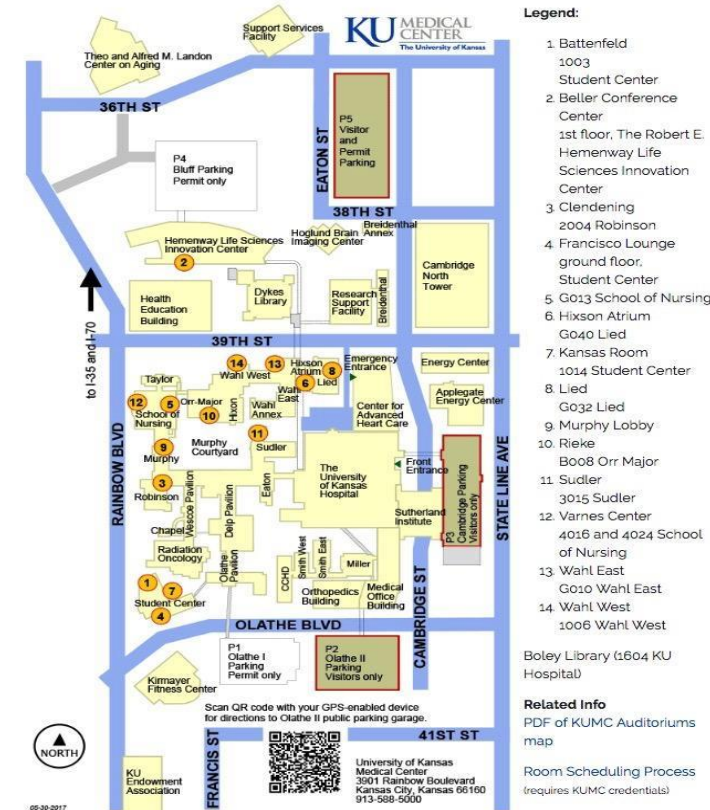 KU MEDICAL
CENTER
The University of Kansas
Support Services
Facility
Theo and Alfred M. Landon
Center on Aging
36TH ST
P4
Bluff Parking
Permit only
EATON ST
P5
Visitor
and
Permit
Parking
38TH ST
Hemenway Life Sciences
Innovation Center
2
Hoglund Brain
Imaging Center
Breidenthal
Annex
Cambridge
North
Tower
Health
Education
Building
Dykes
Library
Research
Support
Facility
Breidenthal
to I-35 and I-70
39TH ST
14
Wahl West
13
Hixson
Atrium
6
8
Lied
Emergency
Entrance
Energy Center
Taylor
Wahl
East
Applegate
Energy Center
12
5
Orr-Major
School of
Nursing
10
Hixon
Wahl
Annex
Center for
Advanced
Heart Care
9
Murphy
Murphy
Courtyard
11
Sudler
RAINBOW BLVD
STATE LINE AVE
3
Robinson
Wescoe Pavilion
Delp Pavilion
Eaton
The
University
of Kansas
Hospital
Front
Entrance
P3
Cambridge Parking
Visitors only
Sutherland
Institute
Chapel
Radiation
Oncology
Olathe
Pavilion
CCHD
Smith West
Smith East
Miller
1
7
Student Center
4
Orthopedics
Building
Medical
Office
Building
CAMBRIDGE ST
OLATHE BLVD
P1
Olathe I
Parking
Permit only
P2
Olathe II
Parking
Visitors only
Kirmayer
Fitness Center
Scan QR code with your GPS-enabled device
for directions to Olathe II public parking garage.
NORTH
FRANCIS ST
41ST ST
KU
Endowment
Association
University of Kansas
Medical Center
3901 Rainbow Boulevard
Kansas City, Kansas 66160
913-588-5000
05-30-2017
Legend:
1. Battenfeld
1003
Student Center
2. Beller Conference
Center
1st floor, The Robert E.
Hemenway Life
Sciences Innovation
Center
3. Clendening
2004 Robinson
4. Francisco Lounge
ground floor,
Student Center
5. G013 School of Nursing
6. Hixson Atrium
G040 Lied
7. Kansas Room
1014 Student Center
8. Lied
G032 Lied
9. Murphy Lobby
10. Rieke
B008 Orr Major
11. Sudler
3015 Sudler
12. Varnes Center
4016 and 4024 School
of Nursing
13. Wahl East
G010 Wahl East
14. Wahl West
1006 Wahl West
Boley Library (1604 KU
Hospital)
Related Info
PDF of KUMC Auditoriums
map
Room Scheduling Process
(requires KUMC credentials)